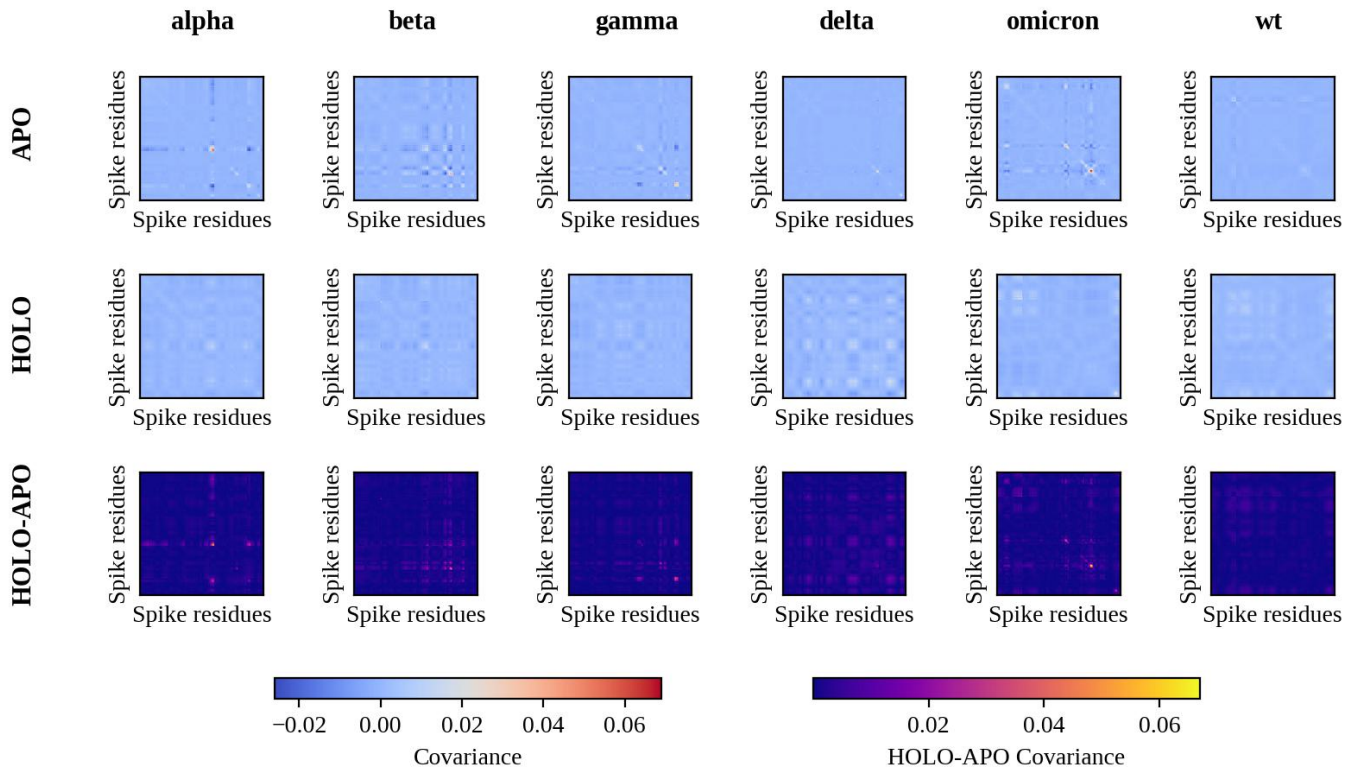 alpha beta gamma delta omicron wt
APO
Spike residues Spike residues Spike residues Spike residues Spike residues Spike residues
Spike residues Spike residues Spike residues Spike residues Spike residues Spike residues
HOLO
Spike residues Spike residues Spike residues Spike residues Spike residues Spike residues
Spike residues Spike residues Spike residues Spike residues Spike residues Spike residues
HOLO-APO
Spike residues Spike residues Spike residues Spike residues Spike residues Spike residues
Spike residues Spike residues Spike residues Spike residues Spike residues Spike residues
−0.02 0.00 0.02 0.04 0.06 0.02 0.04 0.06
Covariance HOLO-APO Covariance